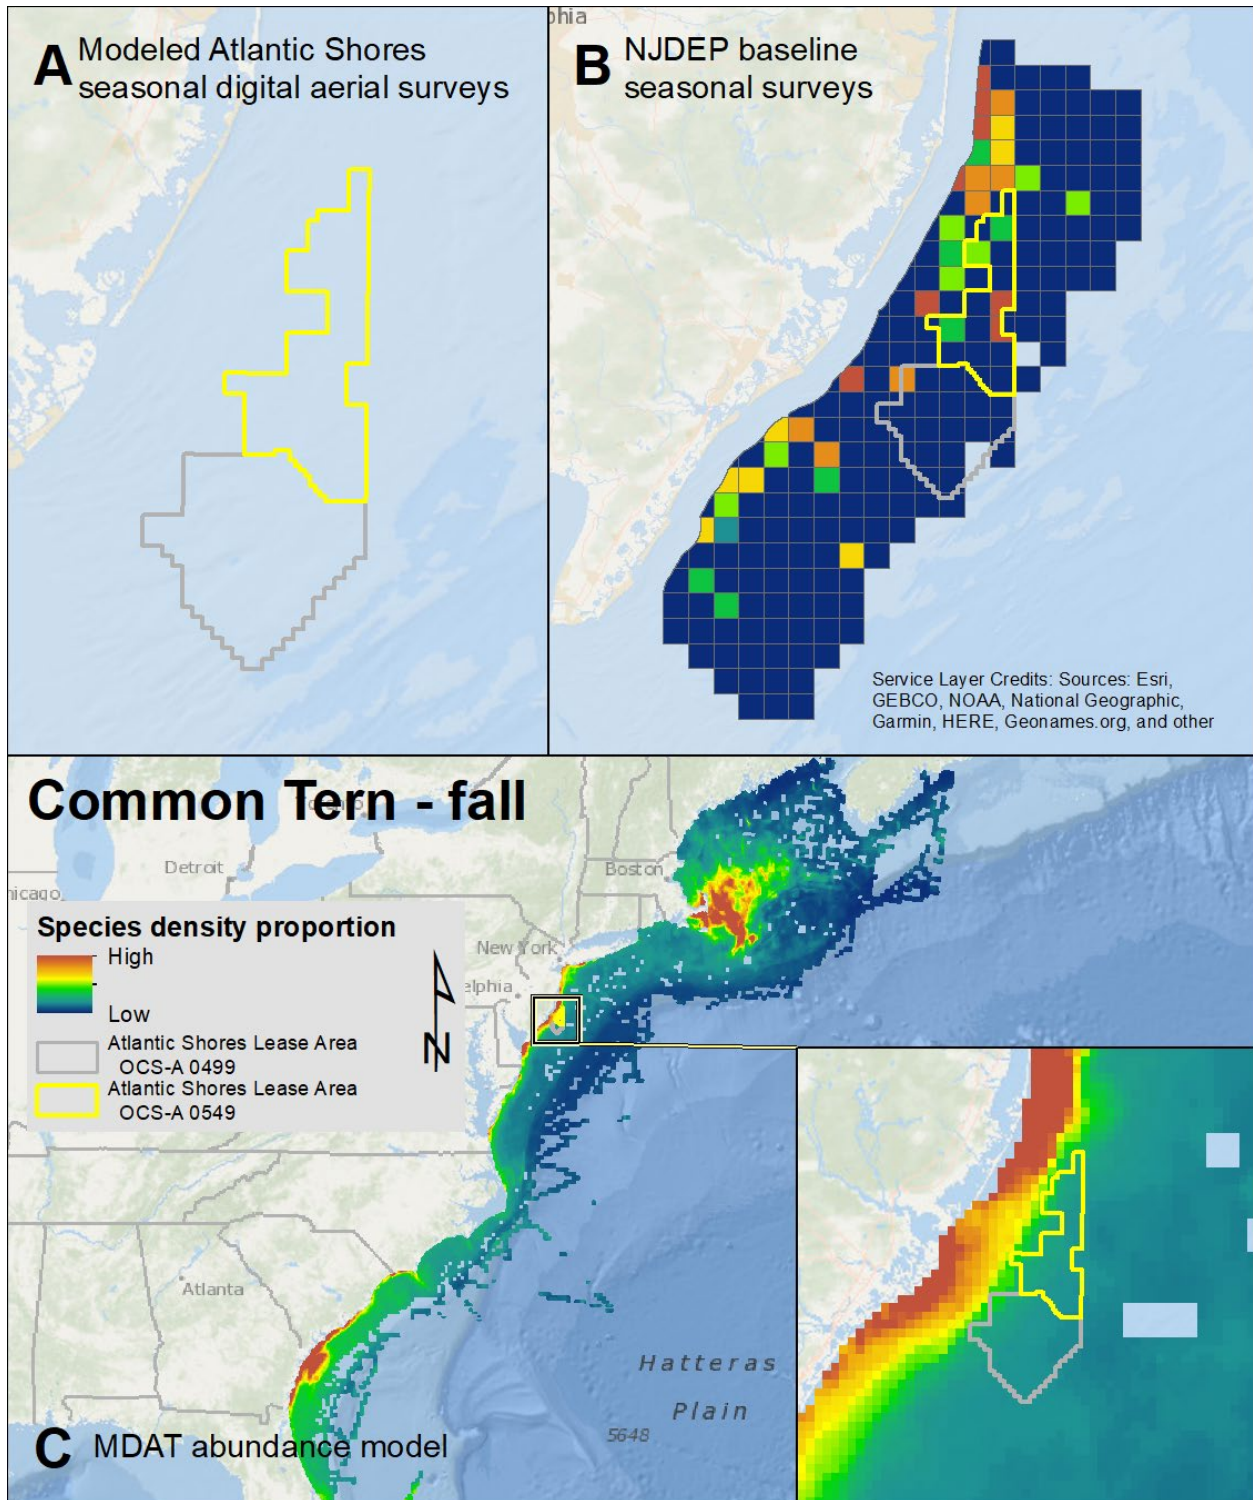 A Modeled Atlantic Shores
seasonal digital aerial surveys
phia
B NJDEP baseline
seasonal surveys
Service Layer Credits: Sources: Esri,
GEBCO, NOAA, National Geographic,
Garmin, HERE, Geonames.org, and other
Common Tern - fall
Detroit
Boston
hicago
Species density proportion
High
Low
Atlantic Shores Lease Area
OCS-A 0499
Atlantic Shores Lease Area
OCS-A 0549
N
New York
elphia
Atlanta
Hatteras
Plain
5648
C MDAT abundance model